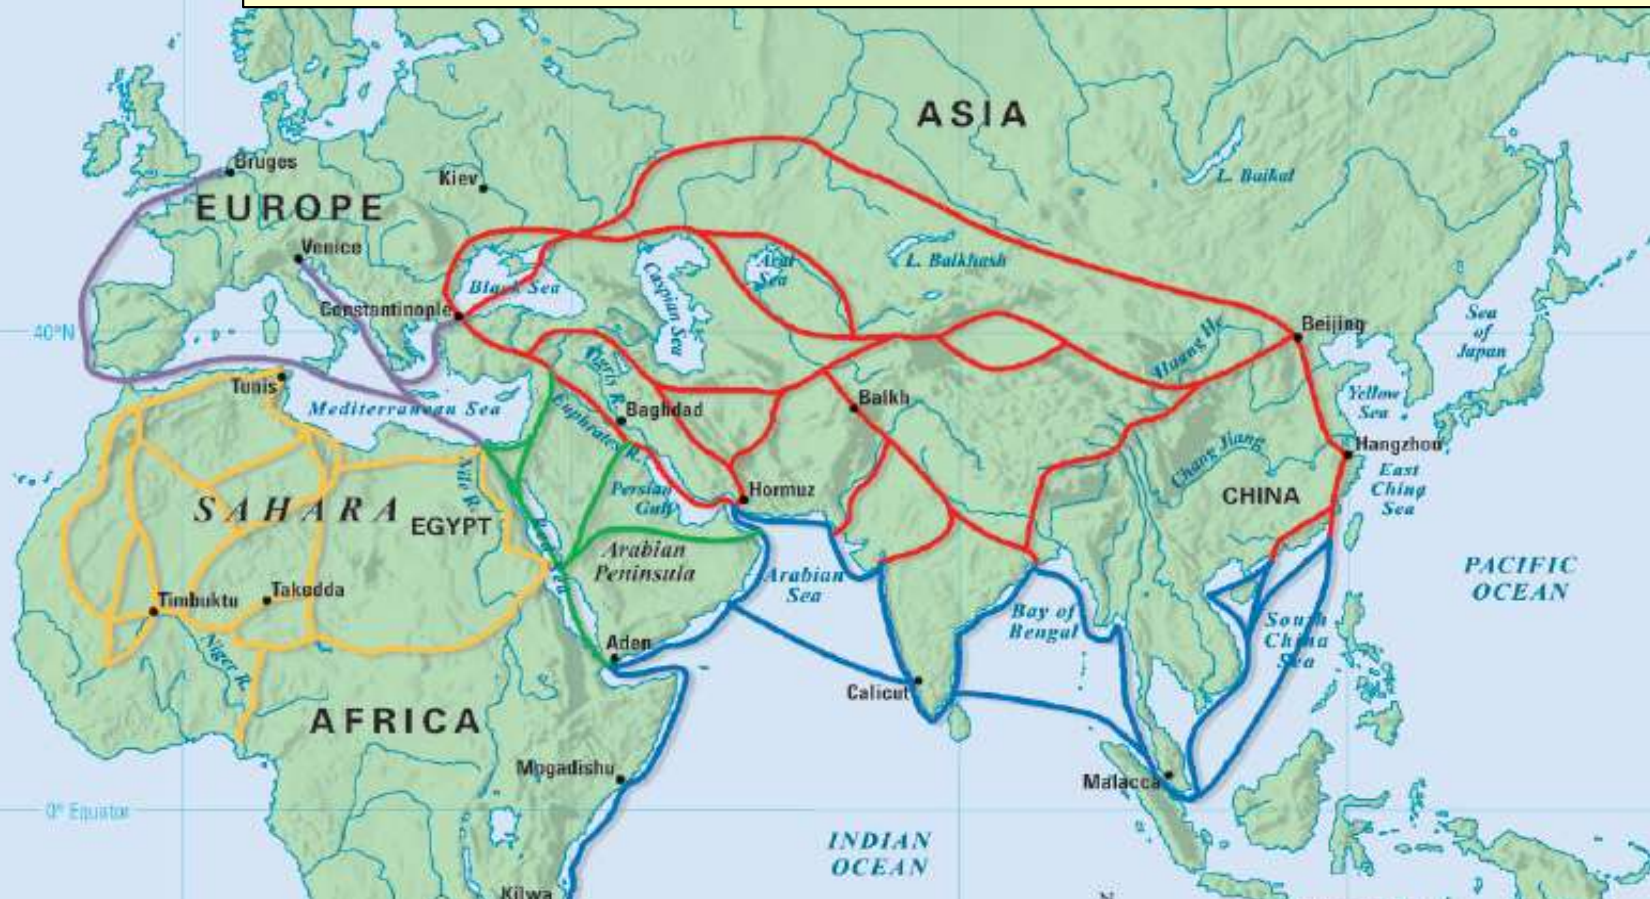 ASIA
Bruges
Kiev
L. Baikal
EUROPE
Venice
Aral
Sea
L. Balkhash
Black Sea
Caspian Sea
Constantinople
40°N
Beijing
Sea
of
Japan
Huang He
Tigris R.
Tunis
Mediterranean Sea
Baghdad
Balkh
Yellow
Sea
Euphrates R.
Chang Jiang
Hangzhou
East
China
Sea
Nile R.
SAHARA
EGYPT
Persian
Gulf
Hormuz
CHINA
Red Sea
Arabian
Peninsula
Arabian
Sea
PACIFIC
OCEAN
Timbuktu
Takedda
Bay of
Bengal
South
China
Sea
Niger R.
Aden
Calicut
AFRICA
Mogadishu
Malacca
0° Equator
INDIAN
OCEAN
Kilwa
N